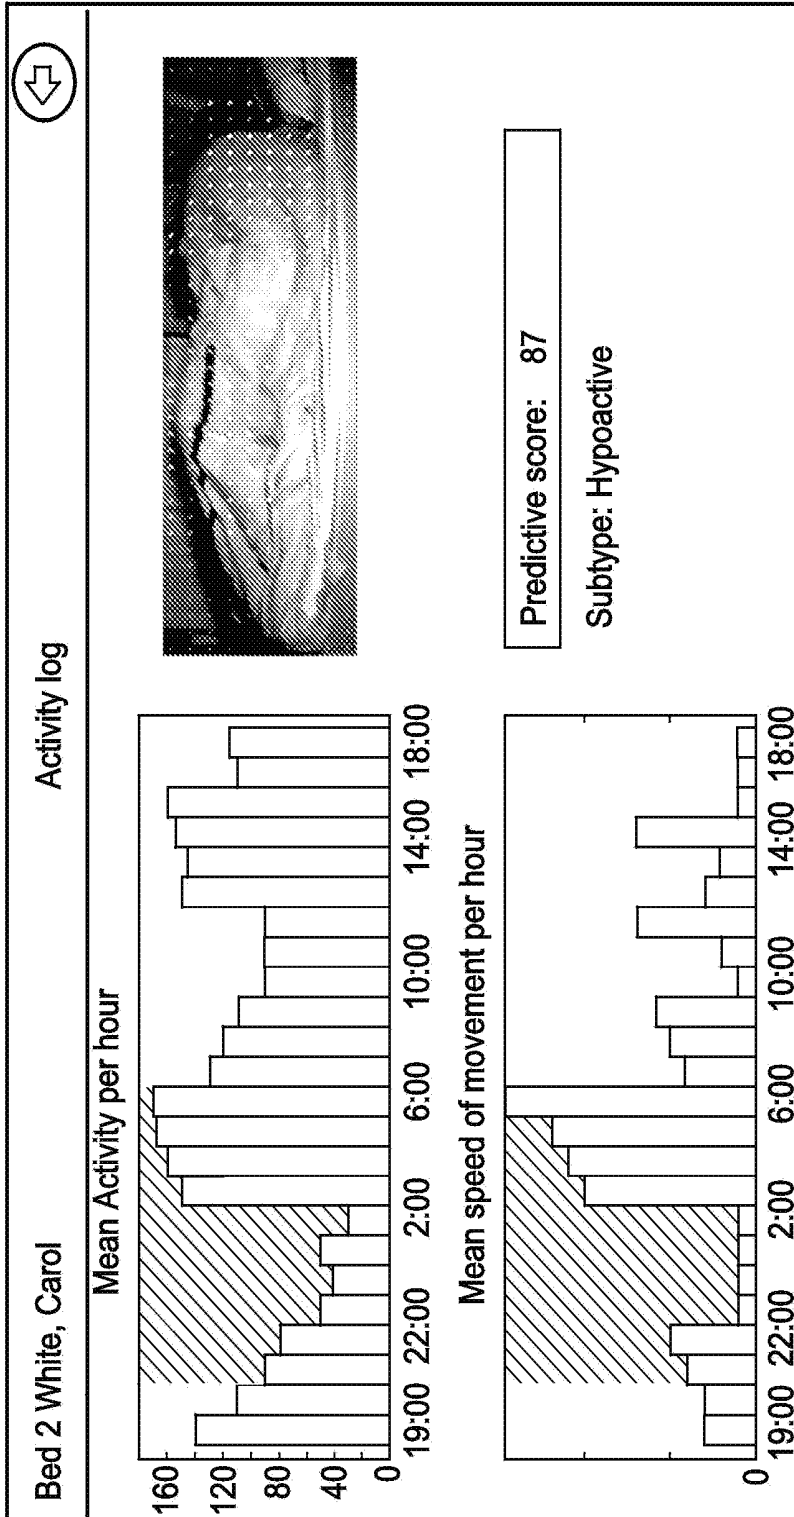 Bed 2 White, Carol
Activity log
Mean Activity per hour
160
120
80
40
0
19:00 22:00 2:00 6:00 10:00 14:00 18:00
Mean speed of movement per hour
0
19:00 22:00 2:00 6:00 10:00 14:00 18:00
Predictive score: 87
Subtype: Hypoactive